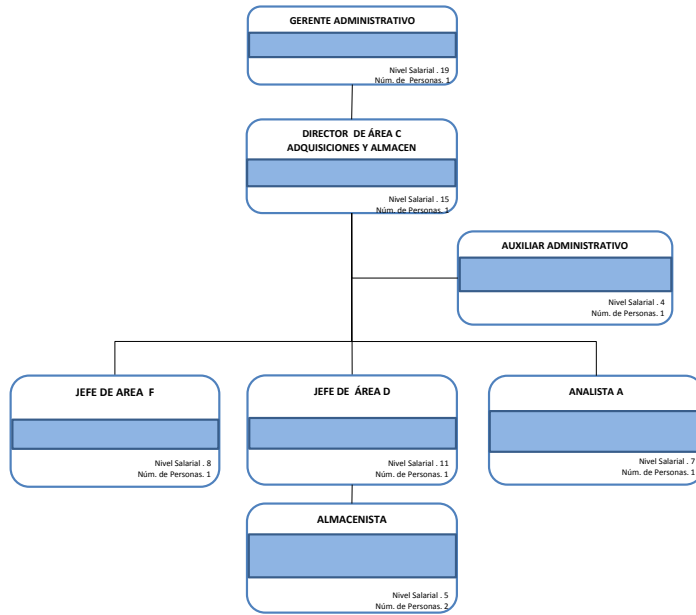 GERENTE ADMINISTRATIVO
Nivel Salarial . 19
Núm. de Personas. 1
DIRECTOR DE ÁREA C
ADQUISICIONES Y ALMACEN
Nivel Salarial . 15
Núm. de Personas. 1
AUXILIAR ADMINISTRATIVO
Nivel Salarial . 4
Núm. de Personas. 1
JEFE DE AREA F
Nivel Salarial . 8
Núm. de Personas. 1
JEFE DE ÁREA D
Nivel Salarial . 11
Núm. de Personas. 1
ANALISTA A
Nivel Salarial . 7
Núm. de Personas. 1
ALMACENISTA
Nivel Salarial . 5
Núm. de Personas. 2